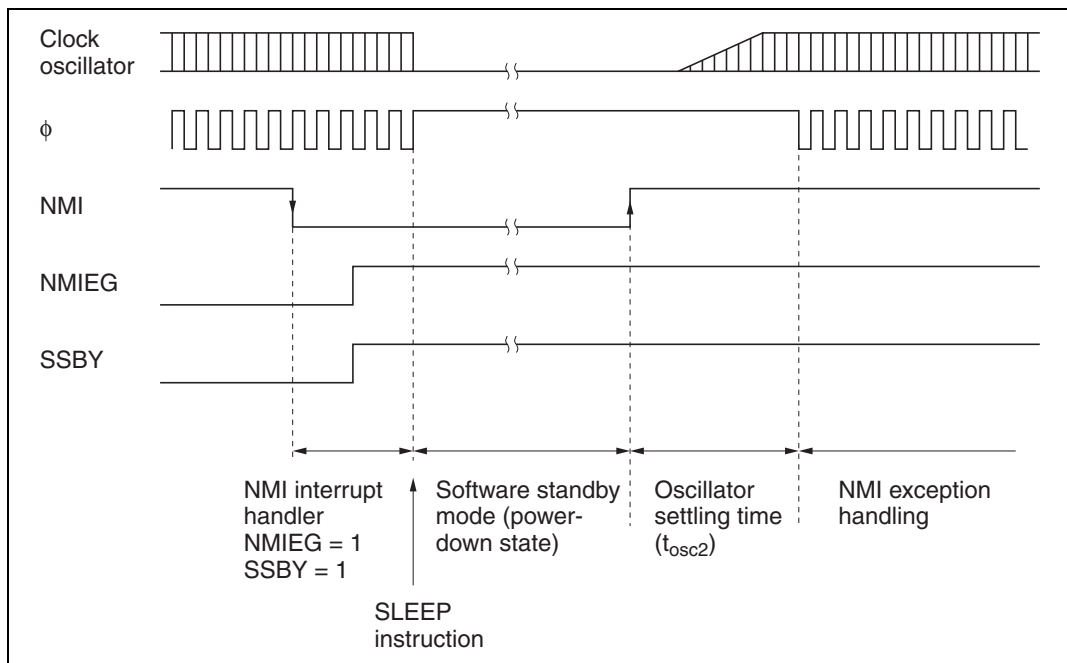 Clock
oscillator
φ
NMI
NMIEG
SSBY
NMI interrupt
handler
NMIEG = 1
SSBY = 1
Software standby
mode (power-
down state)
Oscillator
settling time
(tosc2)
NMI exception
handling
SLEEP
instruction